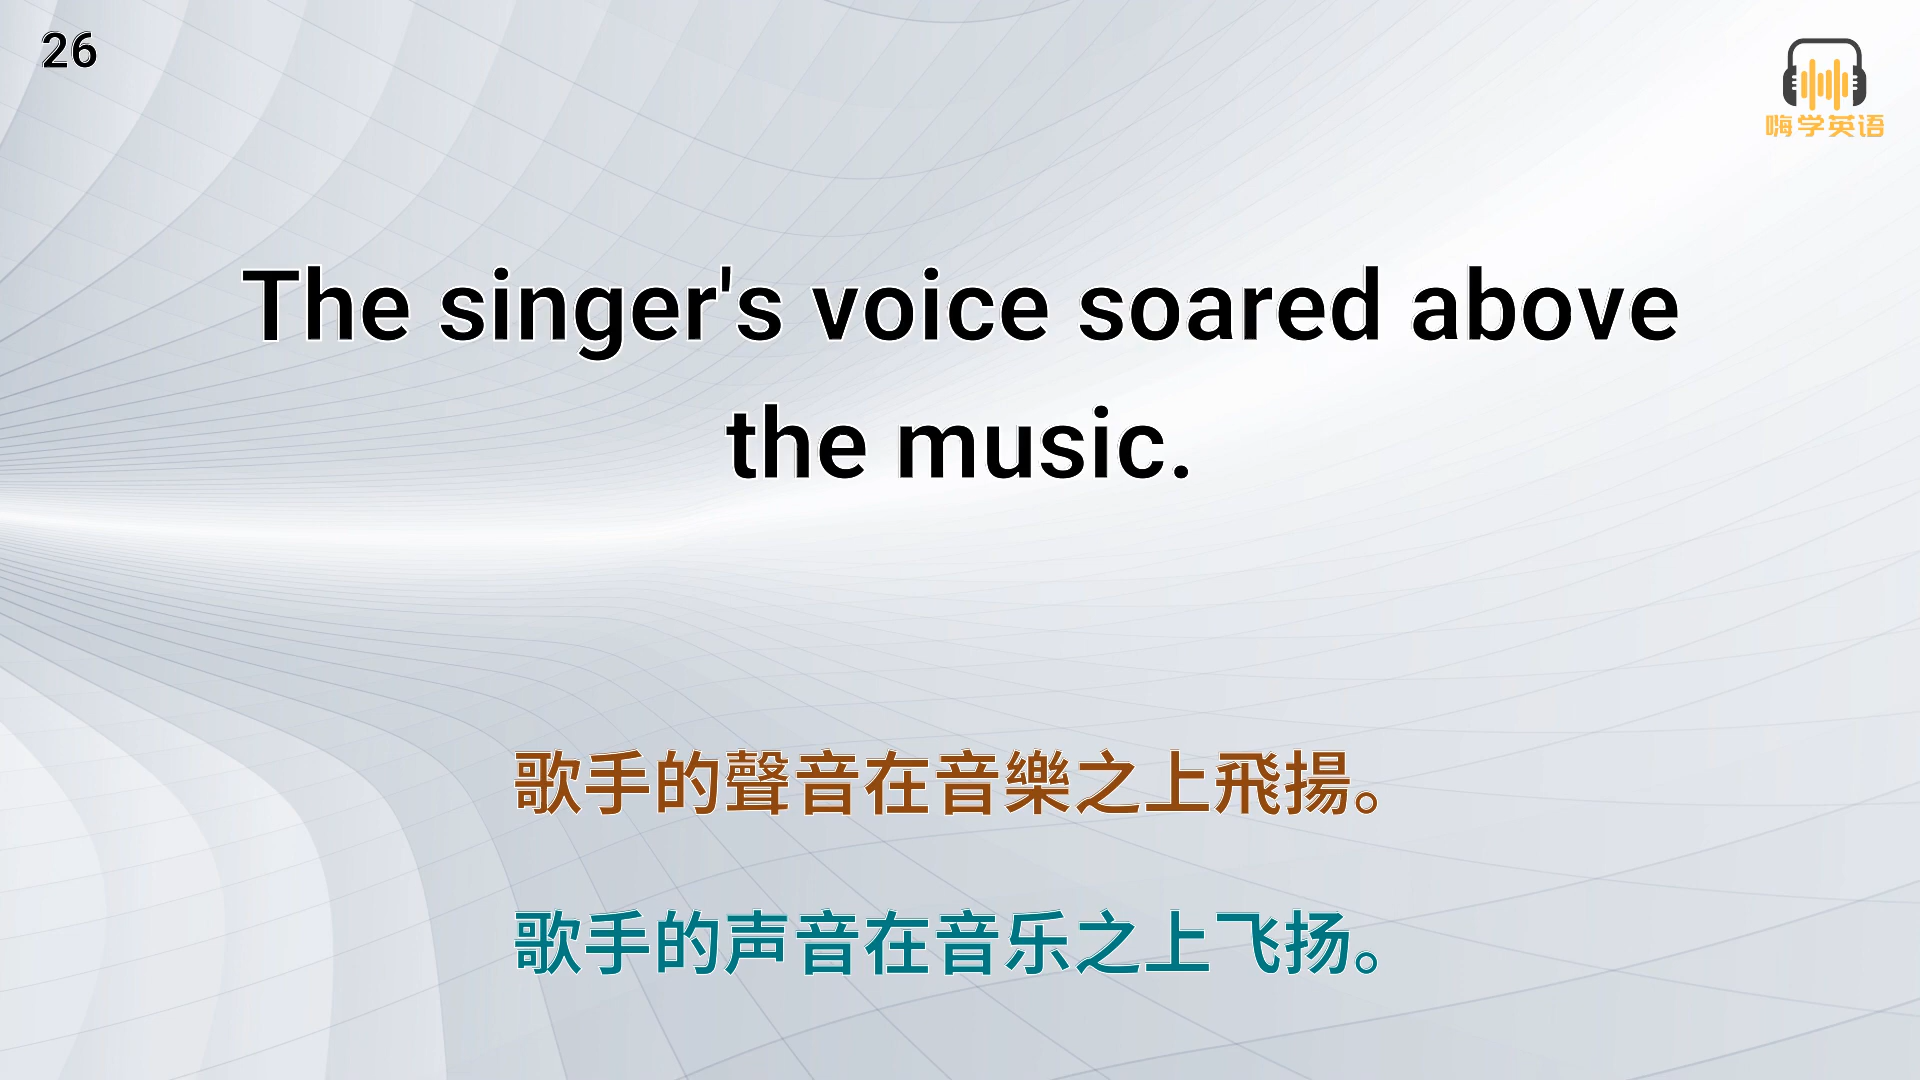 26
嗨学英语
The singer's voice soared above
the music.
歌手的聲音在音樂之上飛揚。
歌手的声音在音乐之上飞扬。